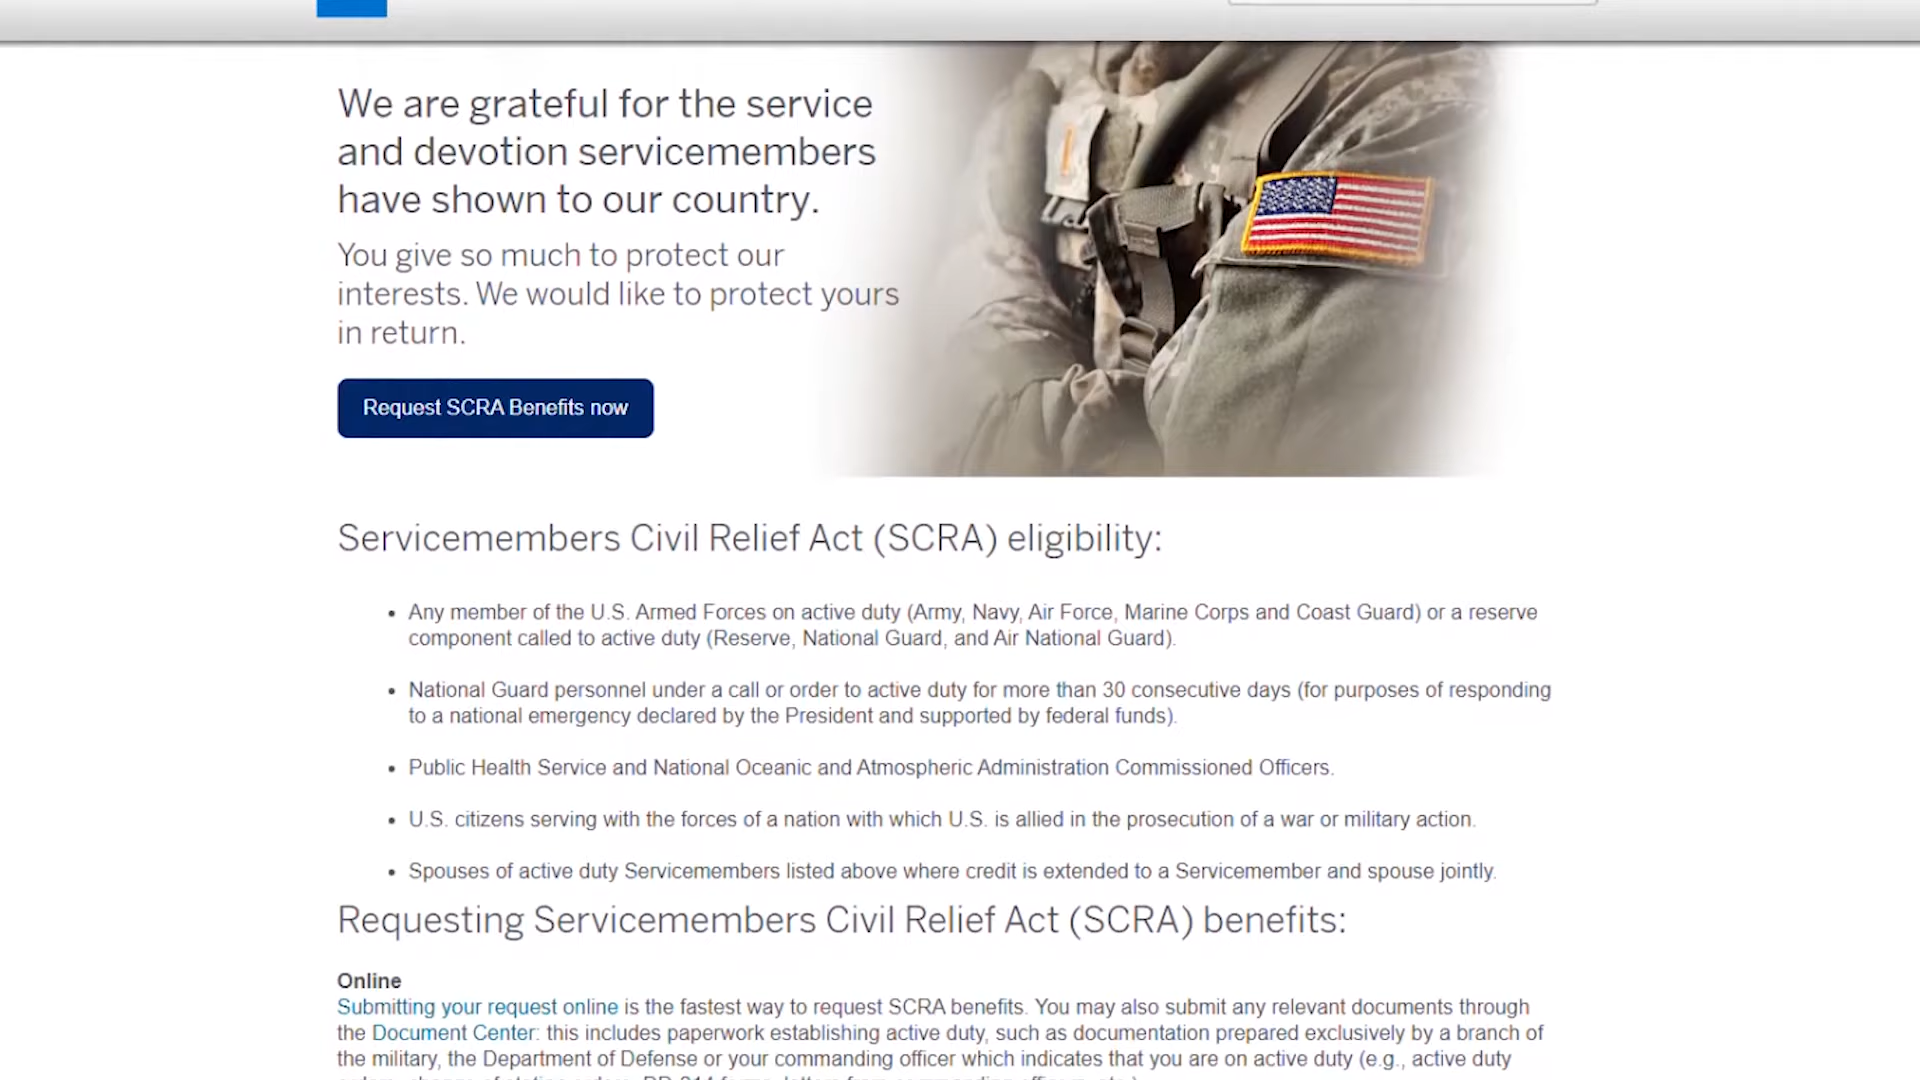 We are grateful for the service
and devotion servicemembers
have shown to our country.
You give so much to protect our
interests. We would like to protect yours
in return.
Request SCRA Benefits now
Servicemembers Civil Relief Act (SCRA) eligibility:
• Any member of the U.S. Armed Forces on active duty (Army, Navy, Air Force, Marine Corps and Coast Guard) or a reserve
component called to active duty (Reserve, National Guard, and Air National Guard).
• National Guard personnel under a call or order to active duty for more than 30 consecutive days (for purposes of responding
to a national emergency declared by the President and supported by federal funds).
• Public Health Service and National Oceanic and Atmospheric Administration Commissioned Officers.
• U.S. citizens serving with the forces of a nation with which U.S. is allied in the prosecution of a war or military action.
• Spouses of active duty Servicemembers listed above where credit is extended to a Servicemember and spouse jointly.
Requesting Servicemembers Civil Relief Act (SCRA) benefits:
Online
Submitting your request online is the fastest way to request SCRA benefits. You may also submit any relevant documents through
the Document Center: this includes paperwork establishing active duty, such as documentation prepared exclusively by a branch of
the military, the Department of Defense or your commanding officer which indicates that you are on active duty (e.g., active duty